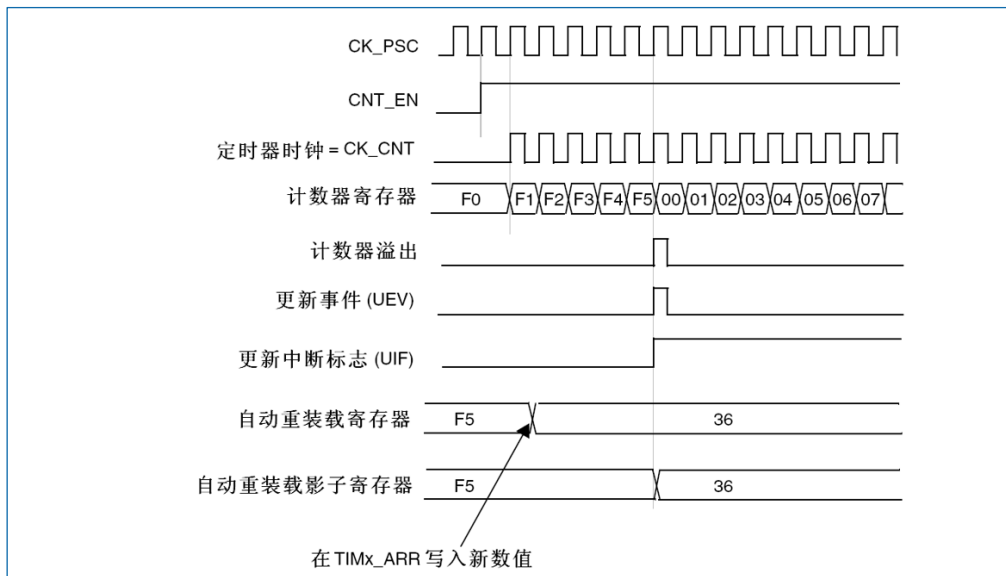 CK_PSC
CNT_EN
定时器时钟 = CK_CNT
计数器寄存器 F0 F1 F2 F3 F4 F5 00 01 02 03 04 05 06 07
计数器溢出
更新事件 (UEV)
更新中断标志 (UIF)
自动重装载寄存器 F5 36
自动重装载影子寄存器 F5 36
在 TIMx_ARR 写入新数值